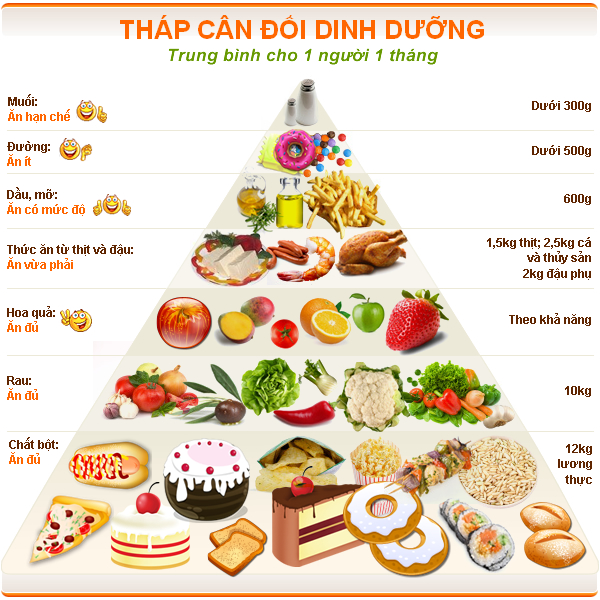 THÁP CÂN ĐỐI DINH DƯỠNG
Trung bình cho 1 người 1 tháng
Muối:
Ăn hạn chế
Dưới 300g
Đường:
Ăn ít
Dưới 500g
Dầu, mỡ:
Ăn có mức độ
600g
Thức ăn từ thịt và đậu:
Ăn vừa phải
1,5kg thịt; 2,5kg cá
và thủy sản
2kg đậu phụ
Hoa quả:
Ăn đủ
Theo khả năng
Rau:
Ăn đủ
10kg
Chất bột:
Ăn đủ
12kg
lương
thực